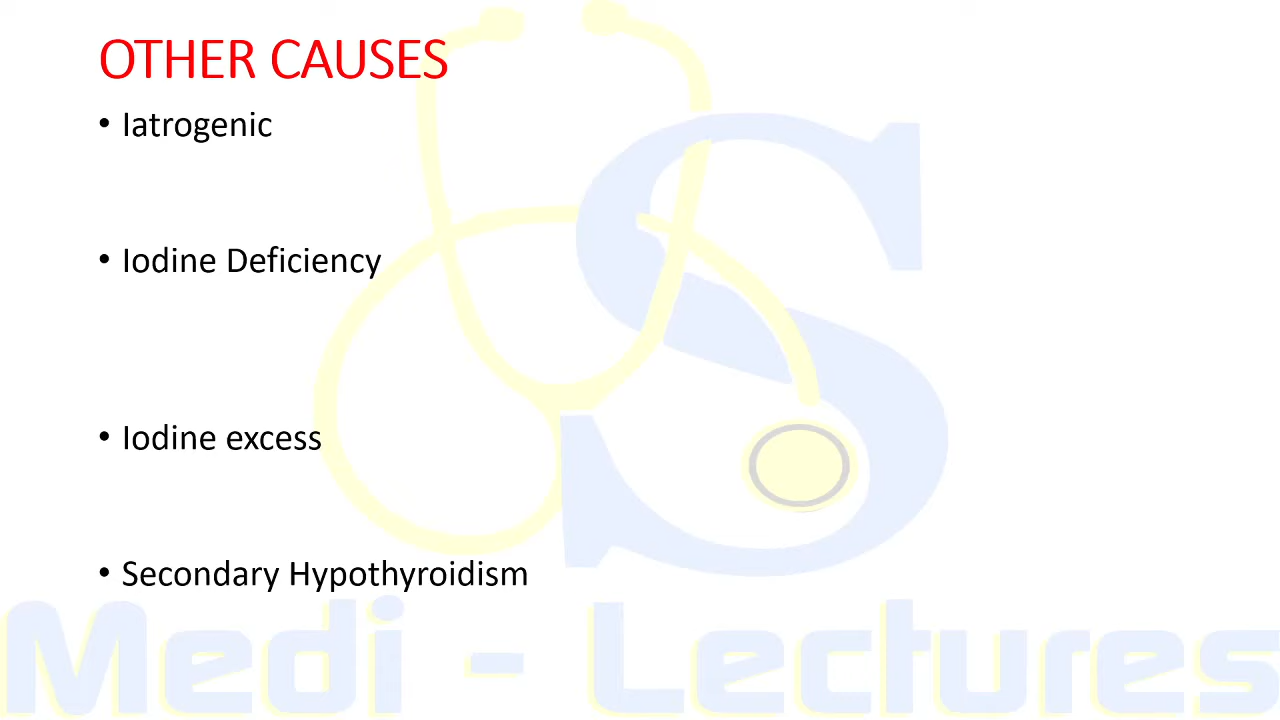 OTHER CAUSES
• Iatrogenic
• Iodine Deficiency
• Iodine excess
• Secondary Hypothyroidism
S
Medi - Lectures